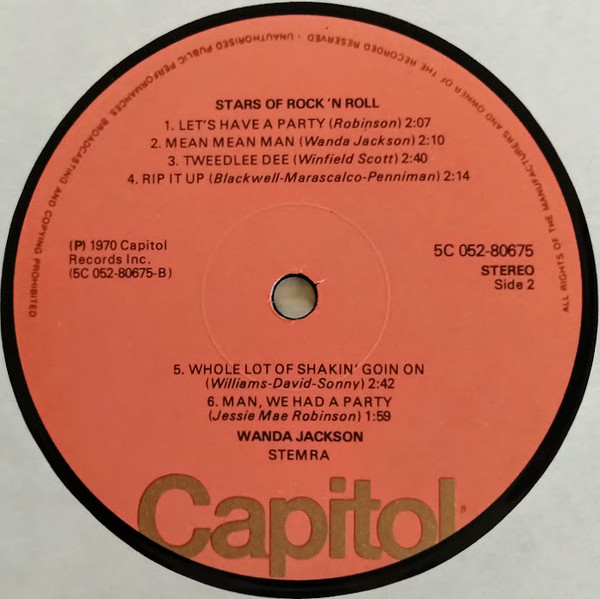 ALL RIGHTS OF THE MANUFACTURERS AND OWNER OF THE RECORDED RESERVED · UNAUTHORISED PUBLIC PERFORMANCES BROADCASTING AND COPYING PROHIBITED
STARS OF ROCK 'N ROLL
1. LET'S HAVE A PARTY (Robinson) 2:07
2. MEAN MEAN MAN (Wanda Jackson) 2:10
3. TWEEDLEE DEE (Winfield Scott) 2:40
4. RIP IT UP (Blackwell-Marascalco-Penniman) 2:14
(P) 1970 Capitol
Records Inc.
(5C 052-80675-B)
5C 052-80675
STEREO
Side 2
5. WHOLE LOT OF SHAKIN' GOIN ON
(Williams-David-Sonny) 2:42
6. MAN, WE HAD A PARTY
(Jessie Mae Robinson) 1:59
WANDA JACKSON
STEMRA
Capitol